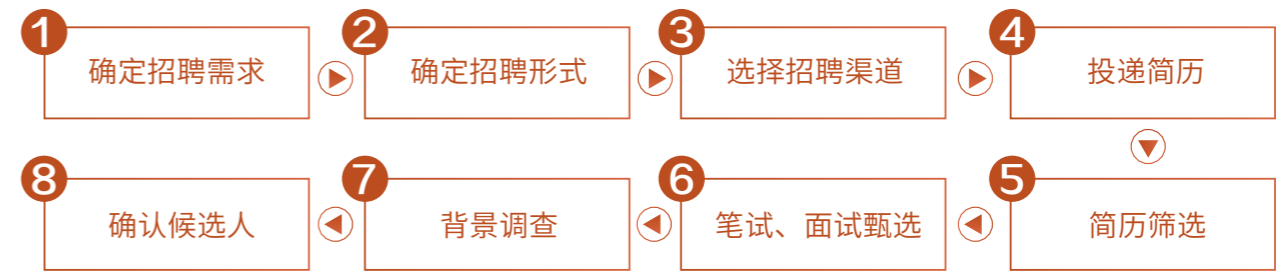 1 确定招聘需求
2 确定招聘形式
3 选择招聘渠道
4 投递简历
5 简历筛选
6 笔试、面试甄选
7 背景调查
8 确认候选人